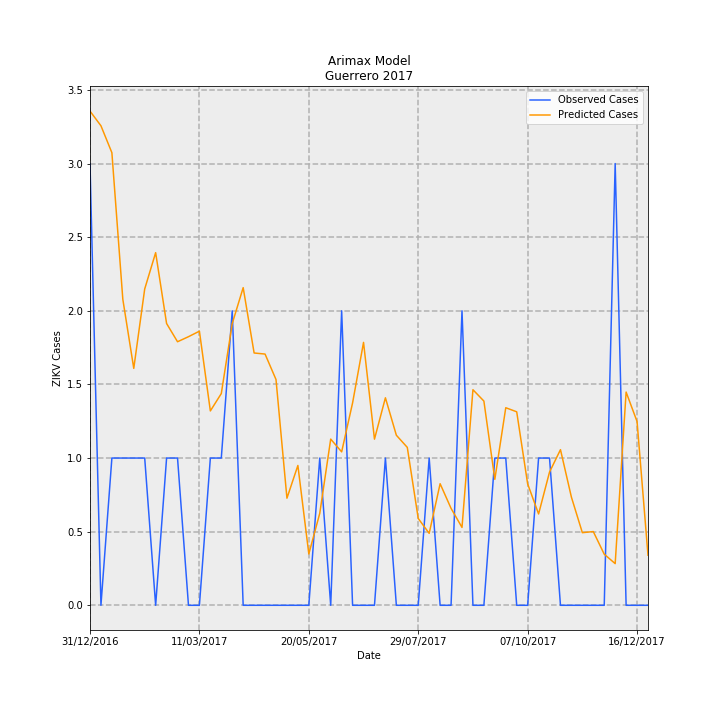 Arimax Model
Guerrero 2017
Observed Cases
Predicted Cases
3.5
3.0
2.5
2.0
1.5
1.0
0.5
0.0
ZIKV Cases
31/12/2016 11/03/2017 20/05/2017 29/07/2017 07/10/2017 16/12/2017
Date